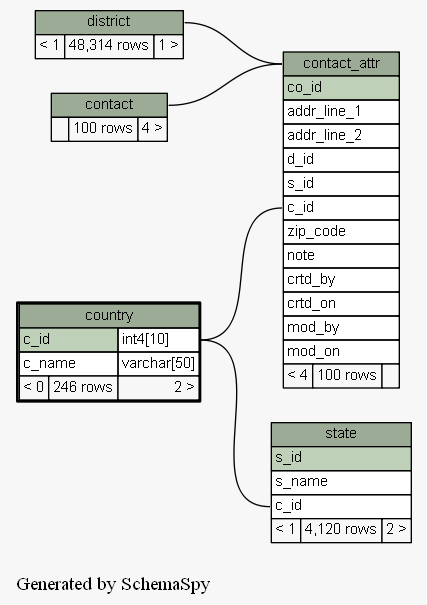 district
< 1 48,314 rows 1 >
contact
100 rows 4 >
contact_attr
co_id
addr_line_1
addr_line_2
d_id
s_id
c_id
zip_code
note
crtd_by
crtd_on
mod_by
mod_on
< 4 100 rows
country
c_id int4[10]
c_name varchar[50]
< 0 246 rows 2 >
state
s_id
s_name
c_id
< 1 4,120 rows 2 >
Generated by SchemaSpy